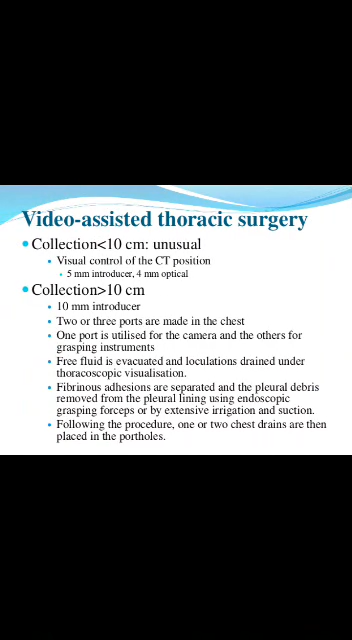 Video-assisted thoracic surgery
Collection<10 cm: unusual
Visual control of the CT position
5 mm introducer, 4 mm optical
Collection>10 cm
10 mm introducer
Two or three ports are made in the chest
One port is utilised for the camera and the others for
grasping instruments
Free fluid is evacuated and loculations drained under
thoracoscopic visualisation.
Fibrinous adhesions are separated and the pleural debris
removed from the pleural lining using endoscopic
grasping forceps or by extensive irrigation and suction.
Following the procedure, one or two chest drains are then
placed in the portholes.